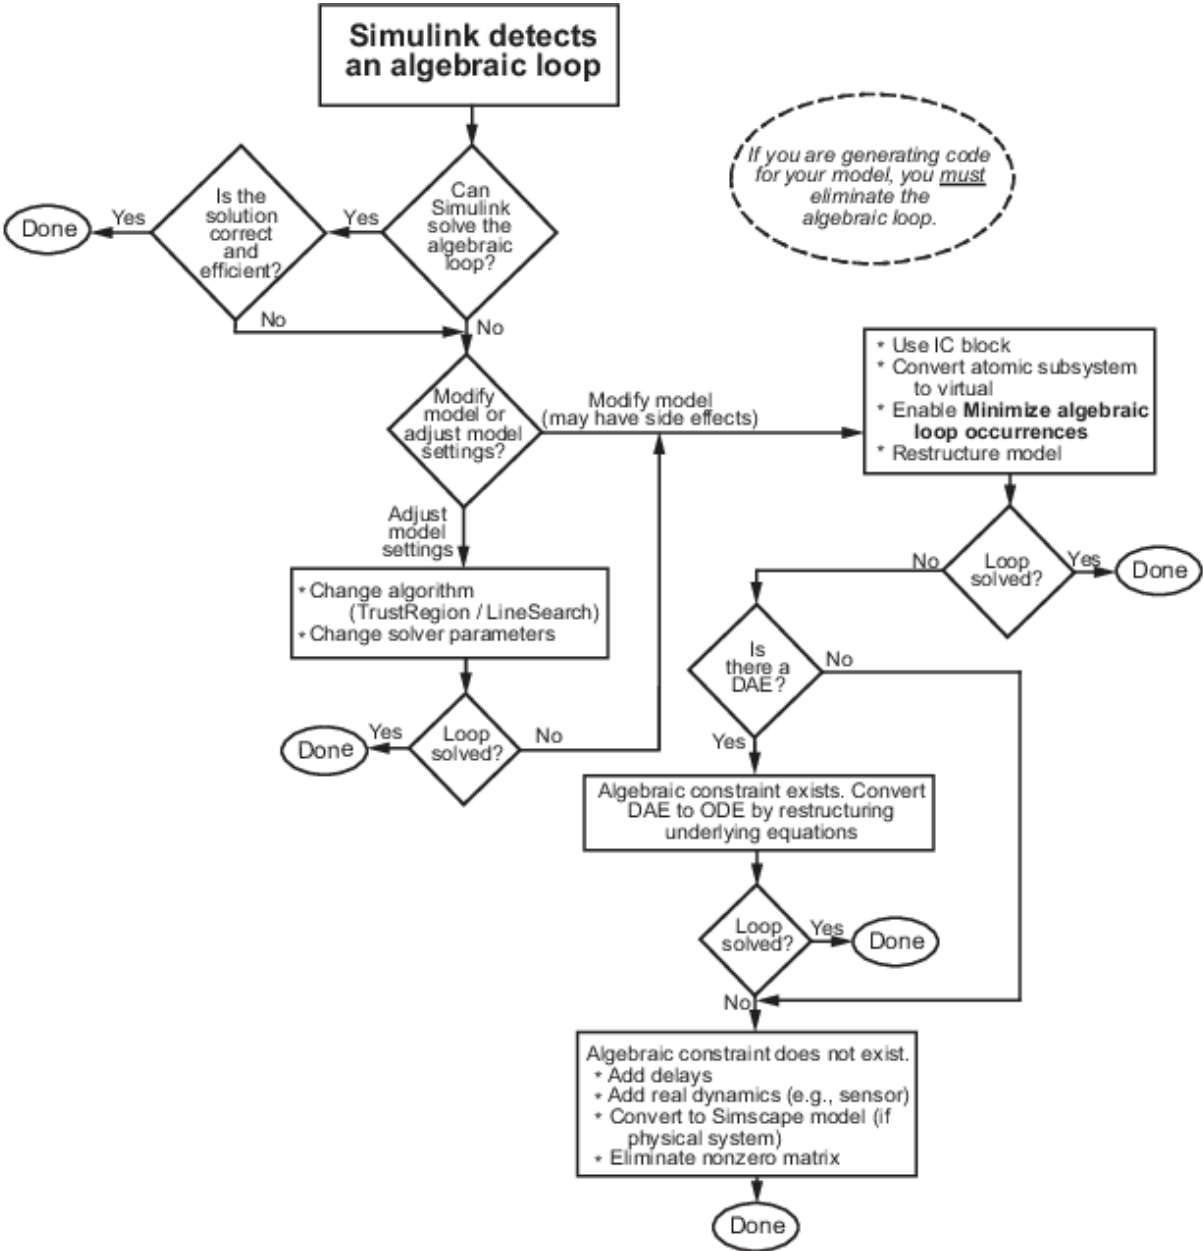 Simulink detects
an algebraic loop
If you are generating code
for your model, you must
eliminate the
algebraic loop.
Can
Simulink
solve the
algebraic
loop?
Yes
Is the
solution
correct
and
efficient?
Yes
Done
No
No
Modify
model or
adjust model
settings?
Modify model
(may have side effects)
* Use IC block
* Convert atomic subsystem
to virtual
* Enable Minimize algebraic
loop occurrences
* Restructure model
Adjust
model
settings
* Change algorithm
(TrustRegion / LineSearch)
* Change solver parameters
Loop
solved?
Yes
Done
No
Loop
solved?
Yes
Done
No
Is
there a
DAE?
No
Yes
Algebraic constraint exists. Convert
DAE to ODE by restructuring
underlying equations
Loop
solved?
Yes
Done
No
Algebraic constraint does not exist.
* Add delays
* Add real dynamics (e.g., sensor)
* Convert to Simscape model (if
physical system)
* Eliminate nonzero matrix
Done